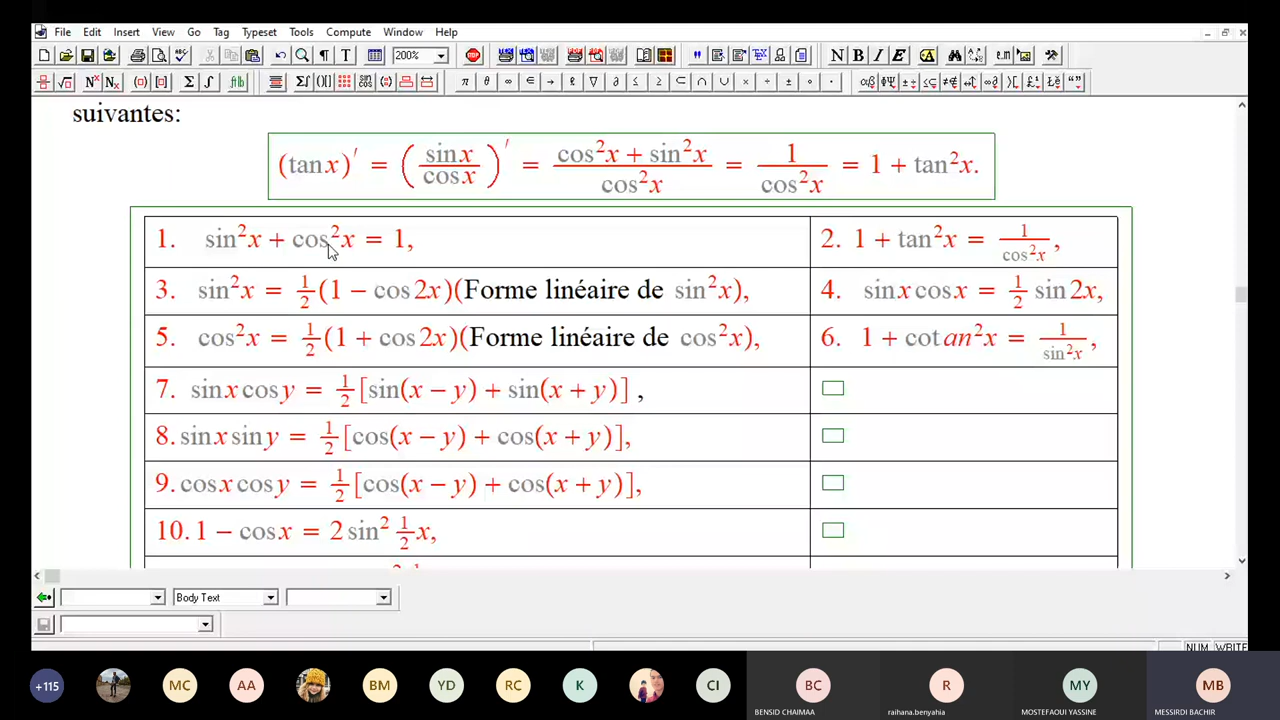 File Edit Insert View Go Tag Typeset Tools Compute Window Help
200%
suivantes:
(tan x)′ = (sin x / cos x)′ = (cos²x + sin²x) / cos²x = 1 / cos²x = 1 + tan²x.
1. sin²x + cos²x = 1,
2. 1 + tan²x = 1/cos²x,
3. sin²x = 1/2(1 − cos 2x)(Forme linéaire de sin²x),
4. sin x cos x = 1/2 sin 2x,
5. cos²x = 1/2(1 + cos 2x)(Forme linéaire de cos²x),
6. 1 + cotan²x = 1/sin²x,
7. sin x cos y = 1/2 [sin(x − y) + sin(x + y)] ,
8. sin x sin y = 1/2 [cos(x − y) + cos(x + y)],
9. cos x cos y = 1/2 [cos(x − y) + cos(x + y)],
10. 1 − cos x = 2 sin² 1/2 x,
Body Text
NUM WRITE
+115 MC AA BM YD RC K CI BC R MY MB
BENSID CHAIMAA raihana.benyahia MOSTEFAOUI YASSINE MESSIRDI BACHIR